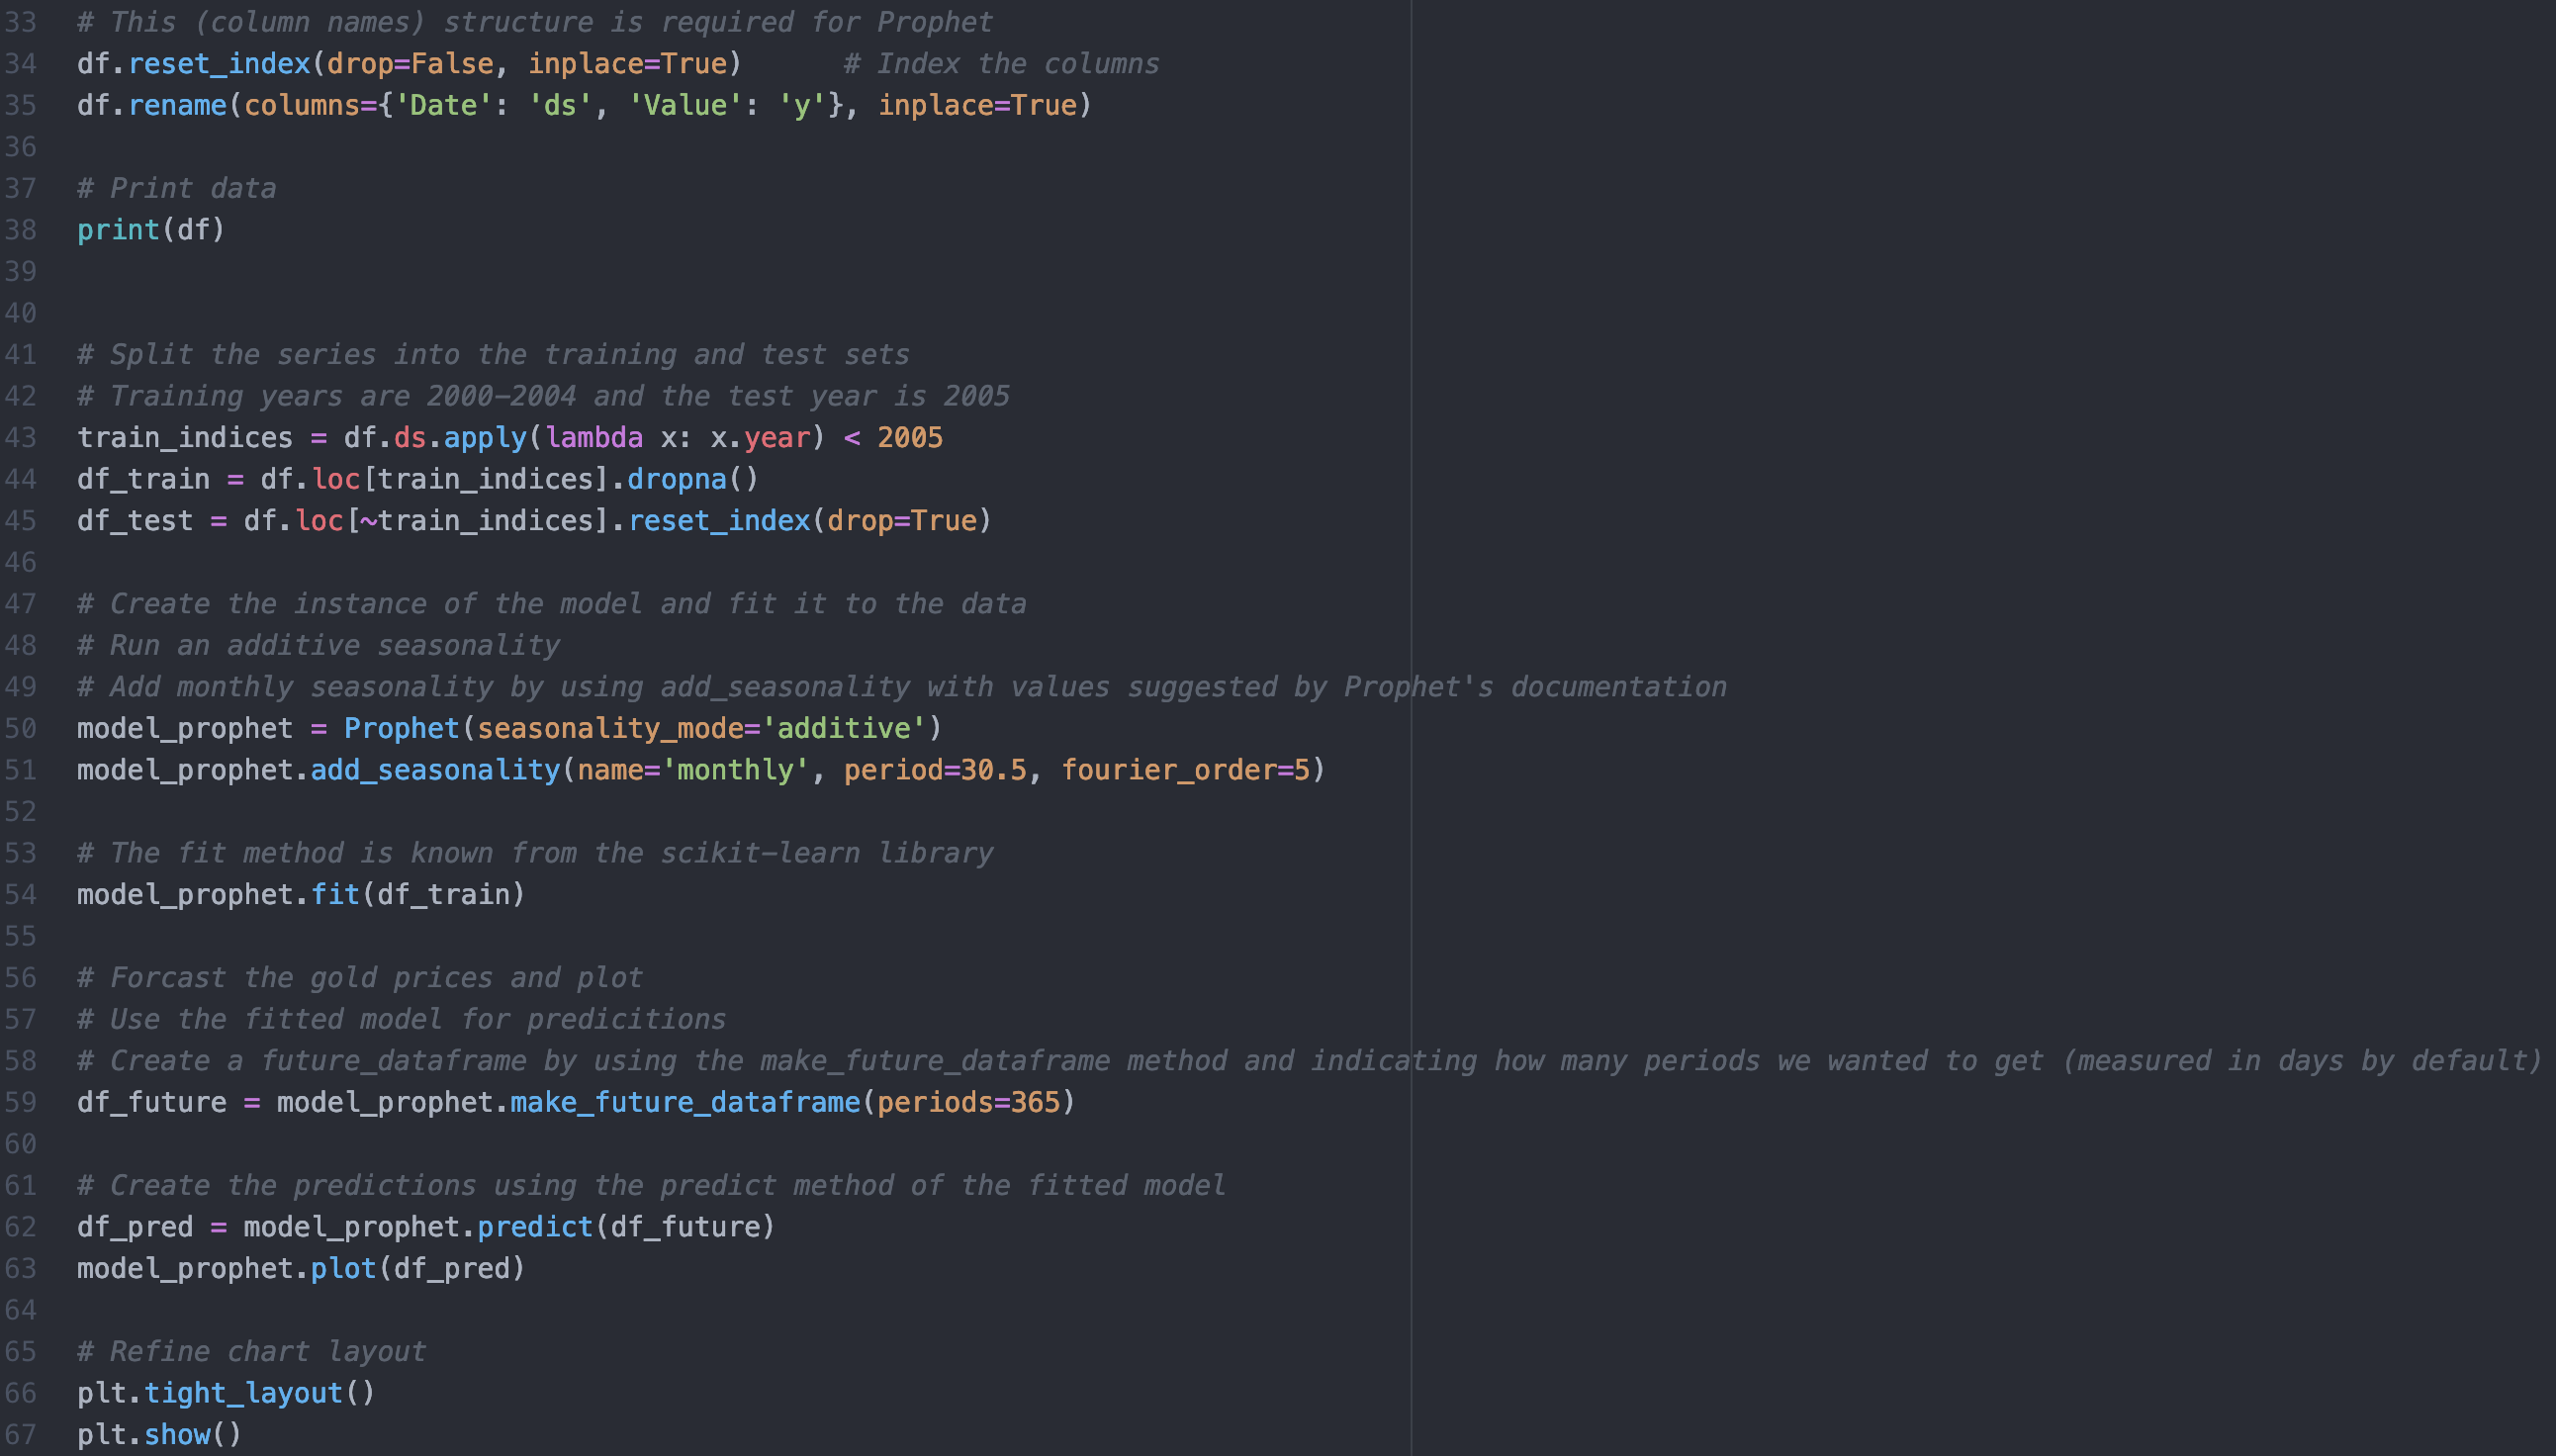 33 # This (column names) structure is required for Prophet
34 df.reset_index(drop=False, inplace=True)      # Index the columns
35 df.rename(columns={'Date': 'ds', 'Value': 'y'}, inplace=True)
36
37 # Print data
38 print(df)
39
40
41 # Split the series into the training and test sets
42 # Training years are 2000-2004 and the test year is 2005
43 train_indices = df.ds.apply(lambda x: x.year) < 2005
44 df_train = df.loc[train_indices].dropna()
45 df_test = df.loc[~train_indices].reset_index(drop=True)
46
47 # Create the instance of the model and fit it to the data
48 # Run an additive seasonality
49 # Add monthly seasonality by using add_seasonality with values suggested by Prophet's documentation
50 model_prophet = Prophet(seasonality_mode='additive')
51 model_prophet.add_seasonality(name='monthly', period=30.5, fourier_order=5)
52
53 # The fit method is known from the scikit-learn library
54 model_prophet.fit(df_train)
55
56 # Forcast the gold prices and plot
57 # Use the fitted model for predicitions
58 # Create a future_dataframe by using the make_future_dataframe method and indicating how many periods we wanted to get (measured in days by default)
59 df_future = model_prophet.make_future_dataframe(periods=365)
60
61 # Create the predictions using the predict method of the fitted model
62 df_pred = model_prophet.predict(df_future)
63 model_prophet.plot(df_pred)
64
65 # Refine chart layout
66 plt.tight_layout()
67 plt.show()